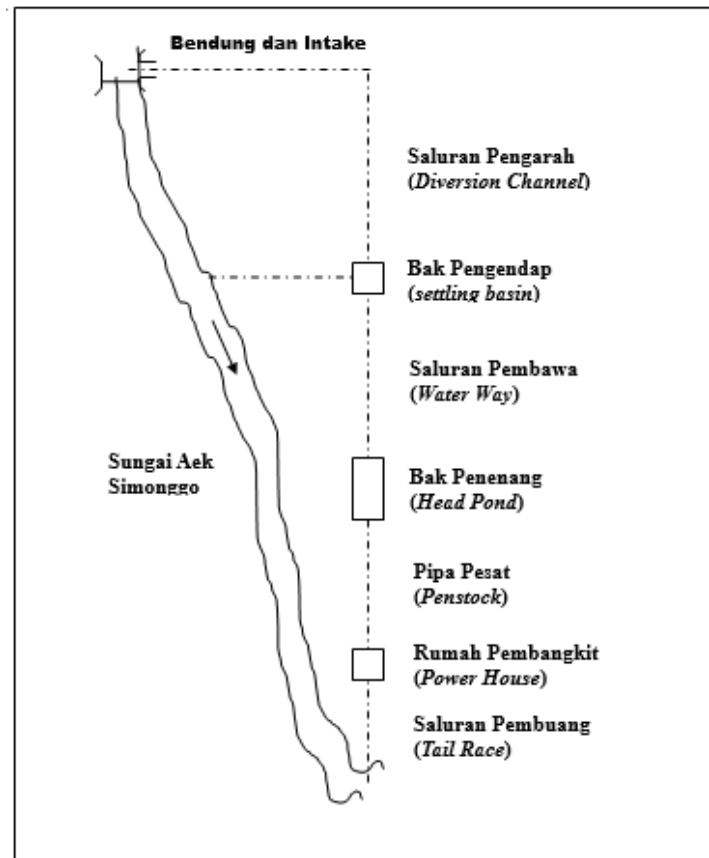 Bendung dan Intake
Saluran Pengarah
(Diversion Channel)
Bak Pengendap
(settling basin)
Saluran Pembawa
(Water Way)
Sungai Aek
Simonggo
Bak Penenang
(Head Pond)
Pipa Pesat
(Penstock)
Rumah Pembangkit
(Power House)
Saluran Pembuang
(Tail Race)